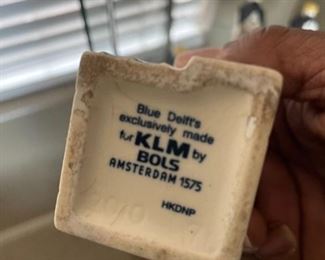 Blue Delft's
exclusively made
for KLM by
BOLS
AMSTERDAM 1575
HKDNP